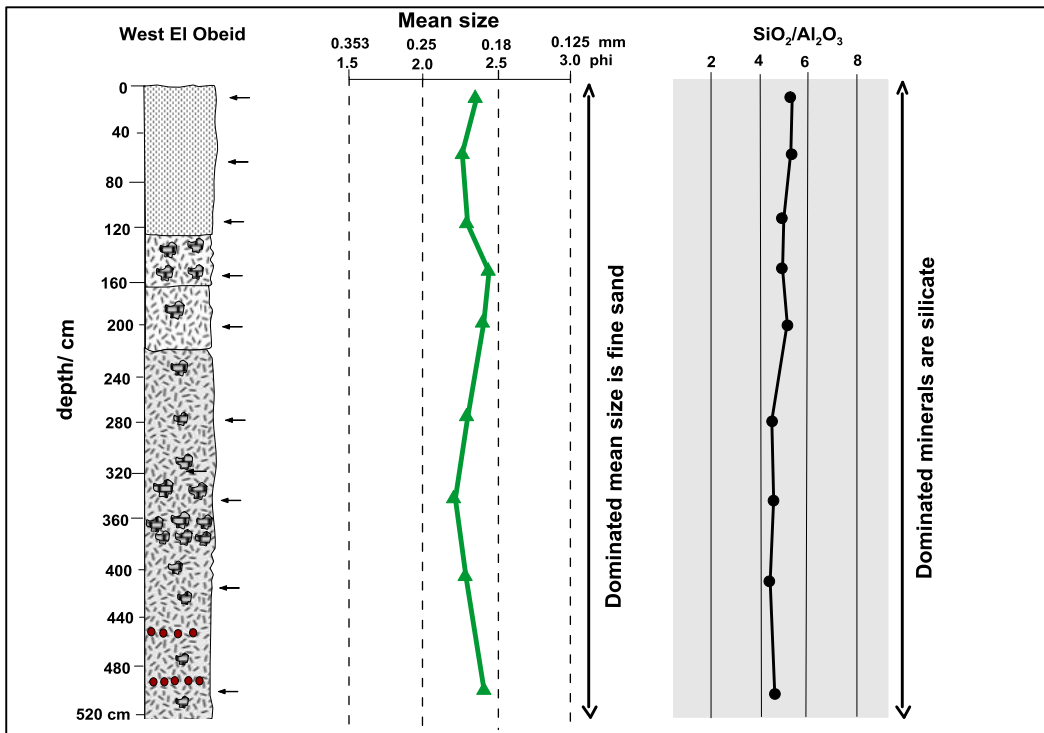 West El Obeid
Mean size
0.353 0.25 0.18 0.125 mm
1.5 2.0 2.5 3.0 phi
SiO₂/Al₂O₃
2 4 6 8
depth/ cm
0
40
80
120
160
200
240
280
320
360
400
440
480
520 cm
Dominated mean size is fine sand
Dominated minerals are silicate